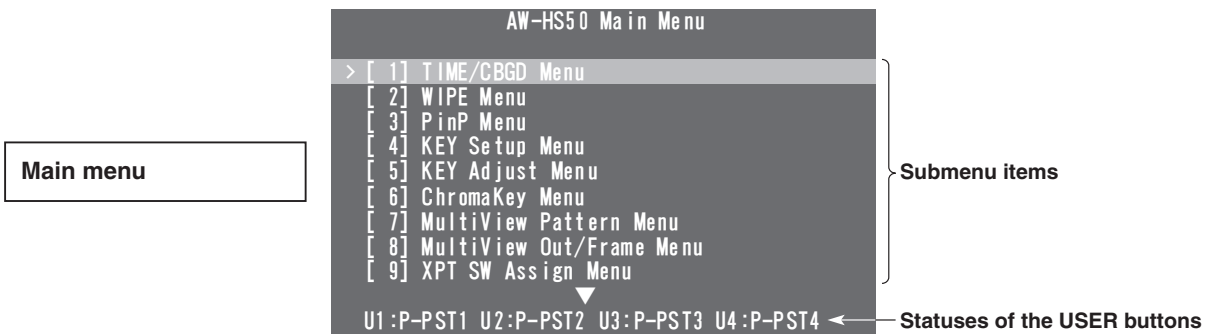 AW-HS50 Main Menu
> [ 1] TIME/CBGD Menu
[ 2] WIPE Menu
[ 3] PinP Menu
[ 4] KEY Setup Menu
[ 5] KEY Adjust Menu
[ 6] ChromaKey Menu
[ 7] MultiView Pattern Menu
[ 8] MultiView Out/Frame Menu
[ 9] XPT SW Assign Menu
U1:P-PST1 U2:P-PST2 U3:P-PST3 U4:P-PST4
Main menu
Submenu items
Statuses of the USER buttons